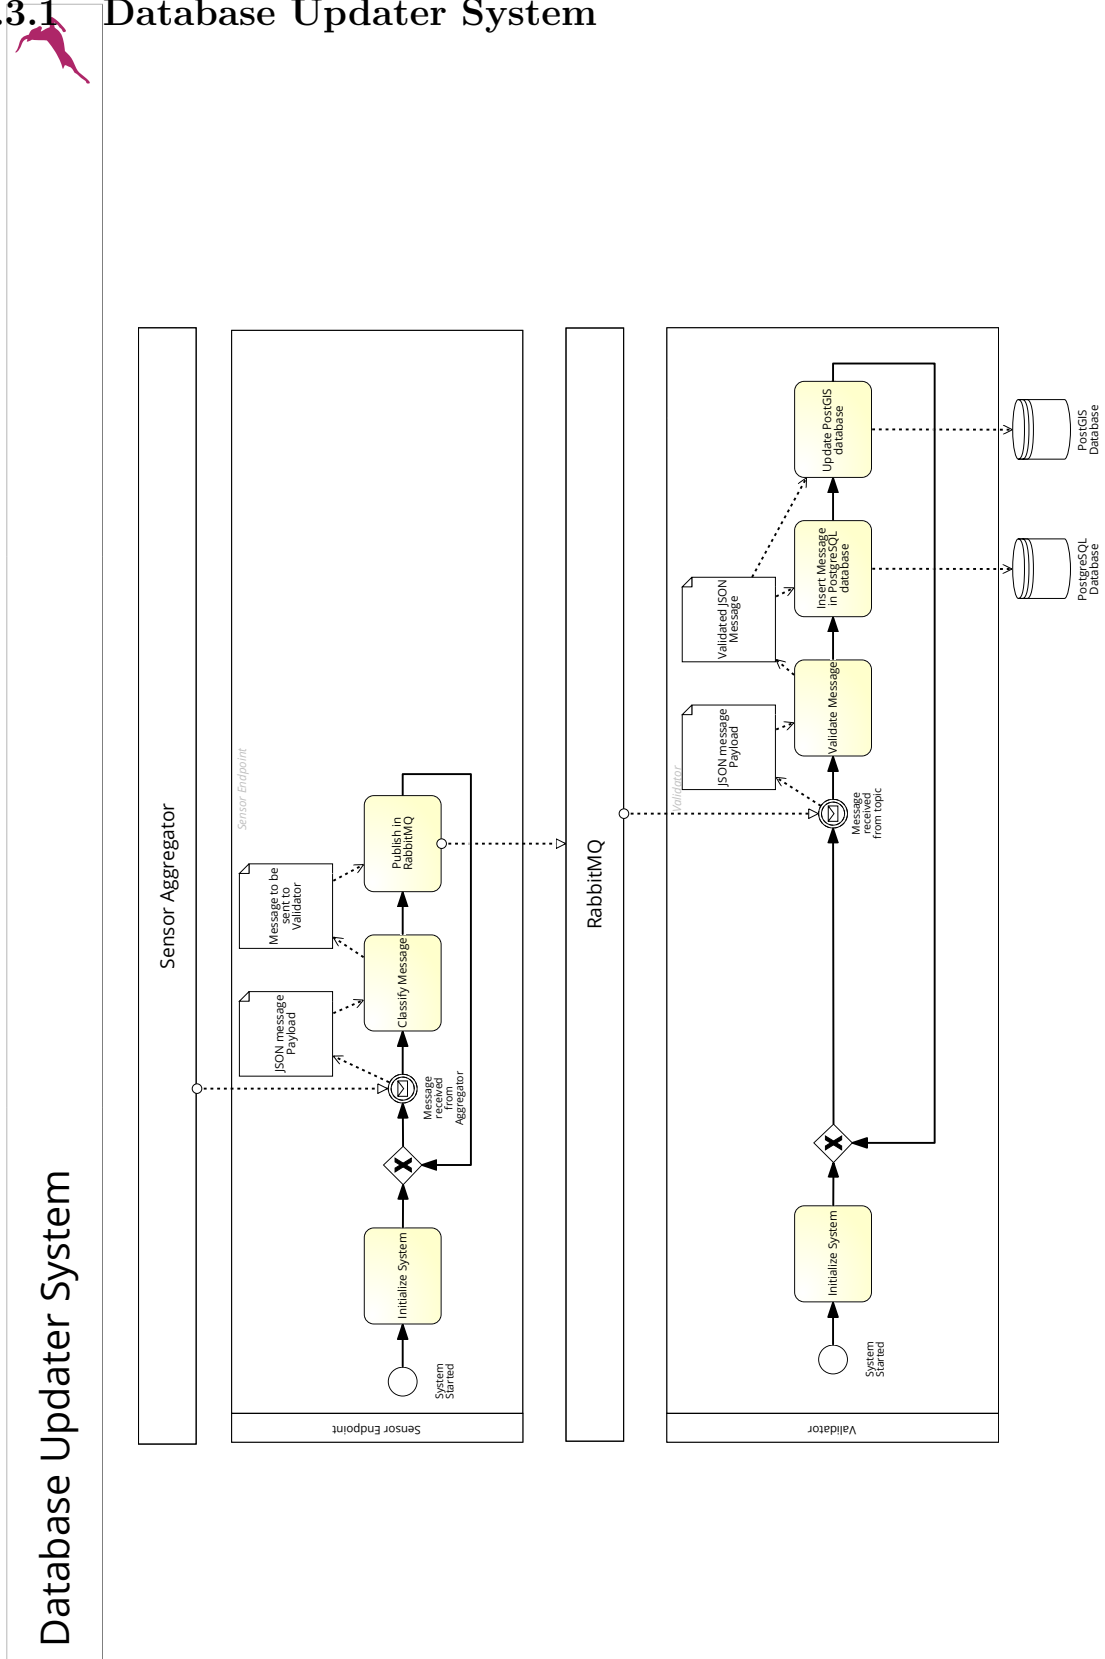 .3.1 Database Updater System
Database Updater System
Sensor Aggregator
Sensor Endpoint
Sensor Endpoint
System
Started
Initialize System
Message
received
from
Aggregator
JSON message
Payload
Classify Message
Message to be
sent to
Validator
Publish in
RabbitMQ
RabbitMQ
Validator
Validator
System
Started
Initialize System
Message
received
from topic
JSON message
Payload
Validate Message
Validated JSON
Message
Insert Message
in PostgreSQL
database
Update PostGIS
database
PostgreSQL
Database
PostGIS
Database